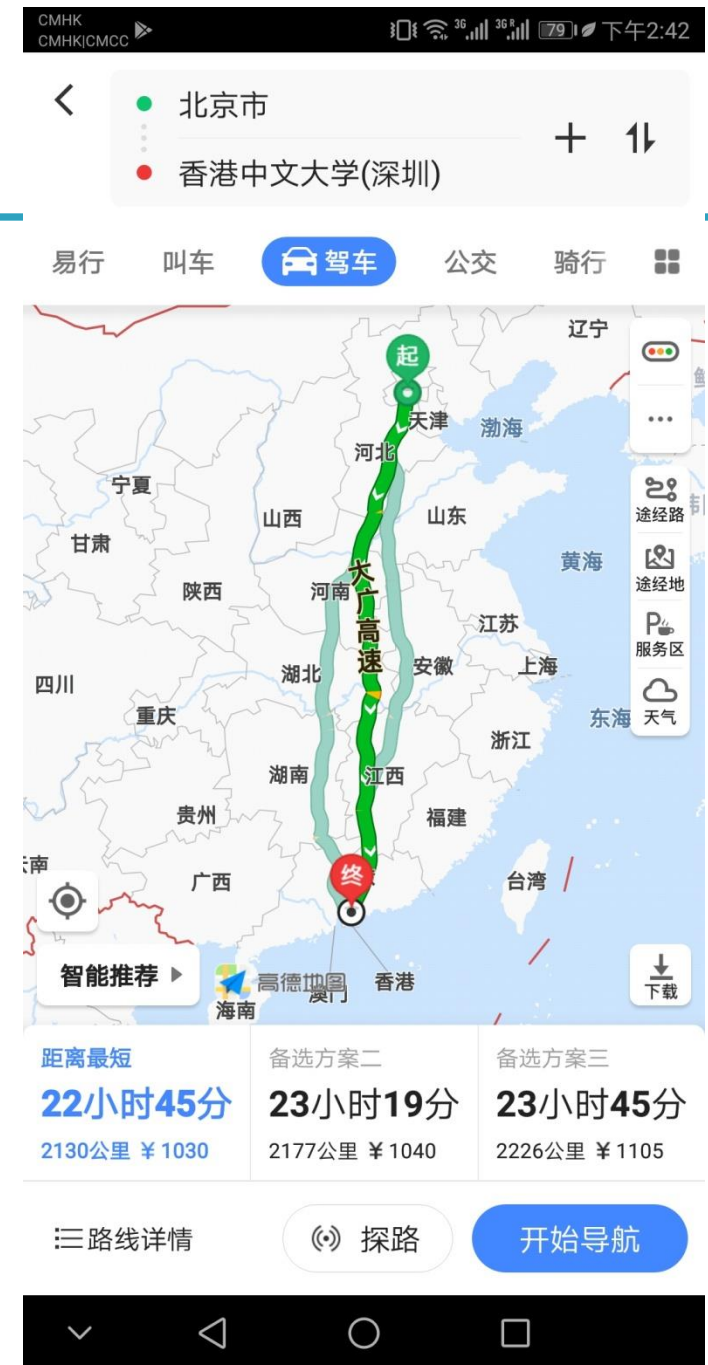 CMHK
CMHK|CMCC
3G
3G R
79
下午2:42
北京市
香港中文大学(深圳)
易行
叫车
驾车
公交
骑行
辽宁
起
天津
渤海
河北
宁夏
山西
山东
途经路
甘肃
黄海
陕西
河南
大广高速
途经地
江苏
服务区
湖北
安徽
上海
四川
重庆
东海
天气
浙江
湖南
江西
贵州
福建
终
广西
台湾
智能推荐
高德地图
澳门
香港
海南
下载
距离最短
22小时45分
2130公里 ¥1030
备选方案二
23小时19分
2177公里 ¥1040
备选方案三
23小时45分
2226公里 ¥1105
路线详情
探路
开始导航